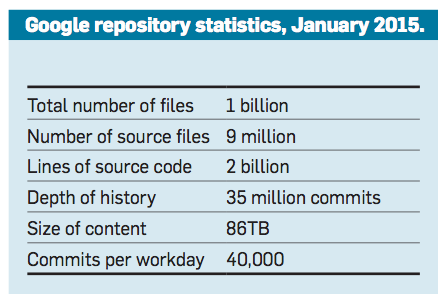 Google repository statistics, January 2015.
Total number of files 1 billion
Number of source files 9 million
Lines of source code 2 billion
Depth of history 35 million commits
Size of content 86TB
Commits per workday 40,000